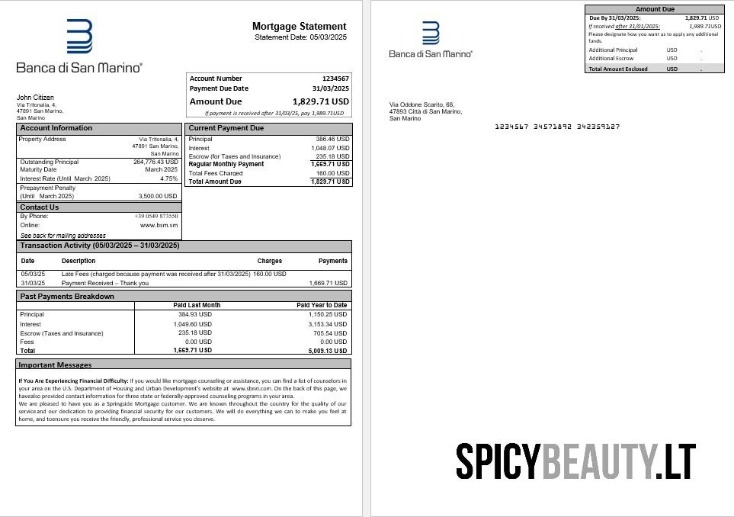 Mortgage Statement
Statement Date: 05/03/2025
Banca di San Marino®
Account Number 1234567
Payment Due Date 31/03/2025
Amount Due 1,829.71 USD
If payment is received after 31/03/25, pay 1,989.71USD
John Citizen
Via Tritonelia, 4,
47891 San Marino,
San Marino
Account Information
Property Address Via Tritonelia, 4,
47891 San Marino,
San Marino
Outstanding Principal 264,776.43 USD
Maturity Date March 2025
Interest Rate (Until March 2025) 4.75%
Prepayment Penalty
(Until March 2025) 3,500.00 USD
Contact Us
By Phone: +39 0549 873550
Online: www.bsm.sm
See back for mailing addresses
Current Payment Due
Principal 386.46 USD
Interest 1,048.07 USD
Escrow (for Taxes and Insurance) 235.18 USD
Regular Monthly Payment 1,669.71 USD
Total Fees Charged 160.00 USD
Total Amount Due 1,829.71 USD
Transaction Activity (05/03/2025 – 31/03/2025)
Date Description Charges Payments
05/03/25 Late Fees (charged because payment was received after 31/03/2025) 160.00 USD
31/03/25 Payment Received – Thank you 1,669.71 USD
Past Payments Breakdown
Paid Last Month Paid Year to Date
Principal 384.93 USD 1,150.25 USD
Interest 1,049.60 USD 3,153.34 USD
Escrow (Taxes and Insurance) 235.18 USD 705.54 USD
Fees 0.00 USD 0.00 USD
Total 1,669.71 USD 5,009.13 USD
Important Messages
If You Are Experiencing Financial Difficulty: If you would like mortgage counseling or assistance, you can find a list of counselors in
your area on the U.S. Department of Housing and Urban Development's website at www.sbsm.com. On the back of this page, we
havealso provided contact information for three state or federally-approved counseling programs in your area.
We are pleased to have you as a Springside Mortgage customer. We are known throughout the country for the quality of our
serviceand our dedication to providing financial security for our customers. We will do everything we can to make you feel at
home, and toensure you receive the friendly, professional service you deserve.
Amount Due
Due By 31/03/2025: 1,829.71 USD
If received after 31/01/2025: 1,989.71USD
Please designate how you want us to apply any additional
funds.
Additional Principal USD .
Additional Escrow USD .
Total Amount Enclosed USD .
Banca di San Marino®
Via Oddone Scarito, 68,
47893 Città di San Marino,
San Marino
1234567 34571892 342359127
SPICYBEAUTY.LT